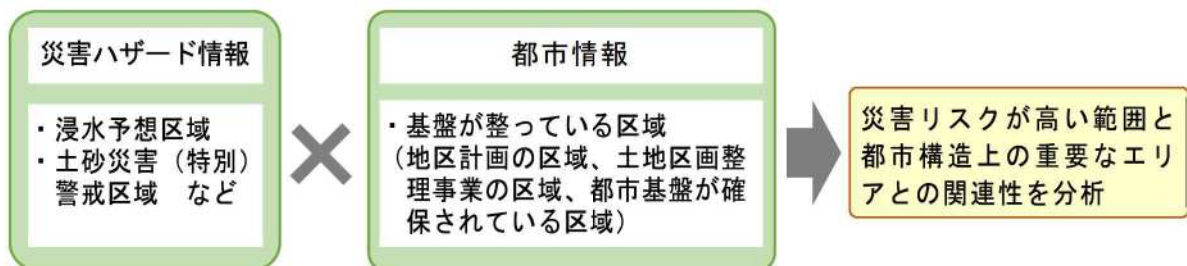 災害ハザード情報
・浸水予想区域
・土砂災害（特別）
警戒区域　など
都市情報
・基盤が整っている区域
（地区計画の区域、土地区画整
理事業の区域、都市基盤が確
保されている区域）
災害リスクが高い範囲と
都市構造上の重要なエリ
アとの関連性を分析